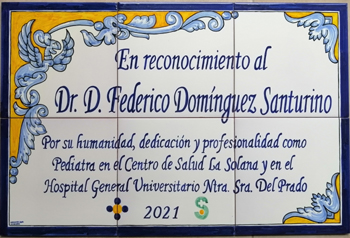 En reconocimiento al
Dr. D. Federico Domínguez Santurino
Por su humanidad, dedicación y profesionalidad como
Pediatra en el Centro de Salud La Solana y en el
Hospital General Universitario Ntra. Sra. Del Prado
2021